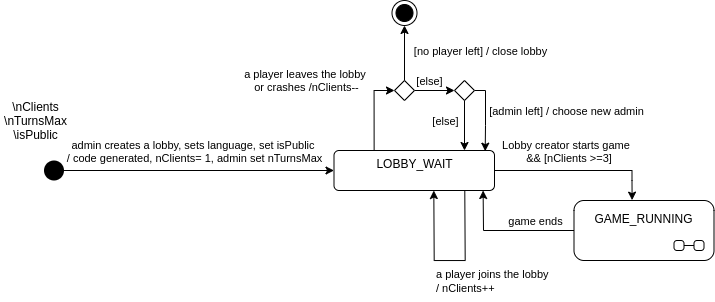 [no player left] / close lobby
a player leaves the lobby
or crashes /nClients--
[else]
\nClients
\nTurnsMax
\isPublic
[else]
[admin left] / choose new admin
admin creates a lobby, sets language, set isPublic
/ code generated, nClients= 1, admin set nTurnsMax
LOBBY_WAIT
Lobby creator starts game
&& [nClients >=3]
game ends
GAME_RUNNING
a player joins the lobby
/ nClients++